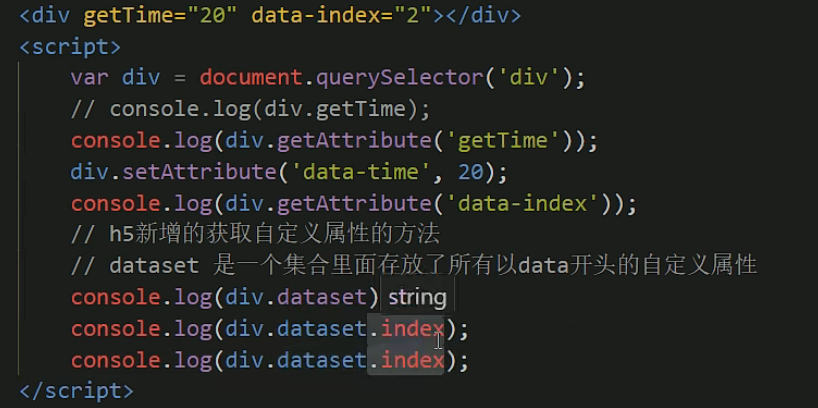 <div getTime="20" data-index="2"></div>
<script>
var div = document.querySelector('div');
// console.log(div.getTime);
console.log(div.getAttribute('getTime'));
div.setAttribute('data-time', 20);
console.log(div.getAttribute('data-index'));
// h5新增的获取自定义属性的方法
// dataset 是一个集合里面存放了所有以data开头的自定义属性
console.log(div.dataset) string
console.log(div.dataset.index);
console.log(div.dataset.index);
</script>